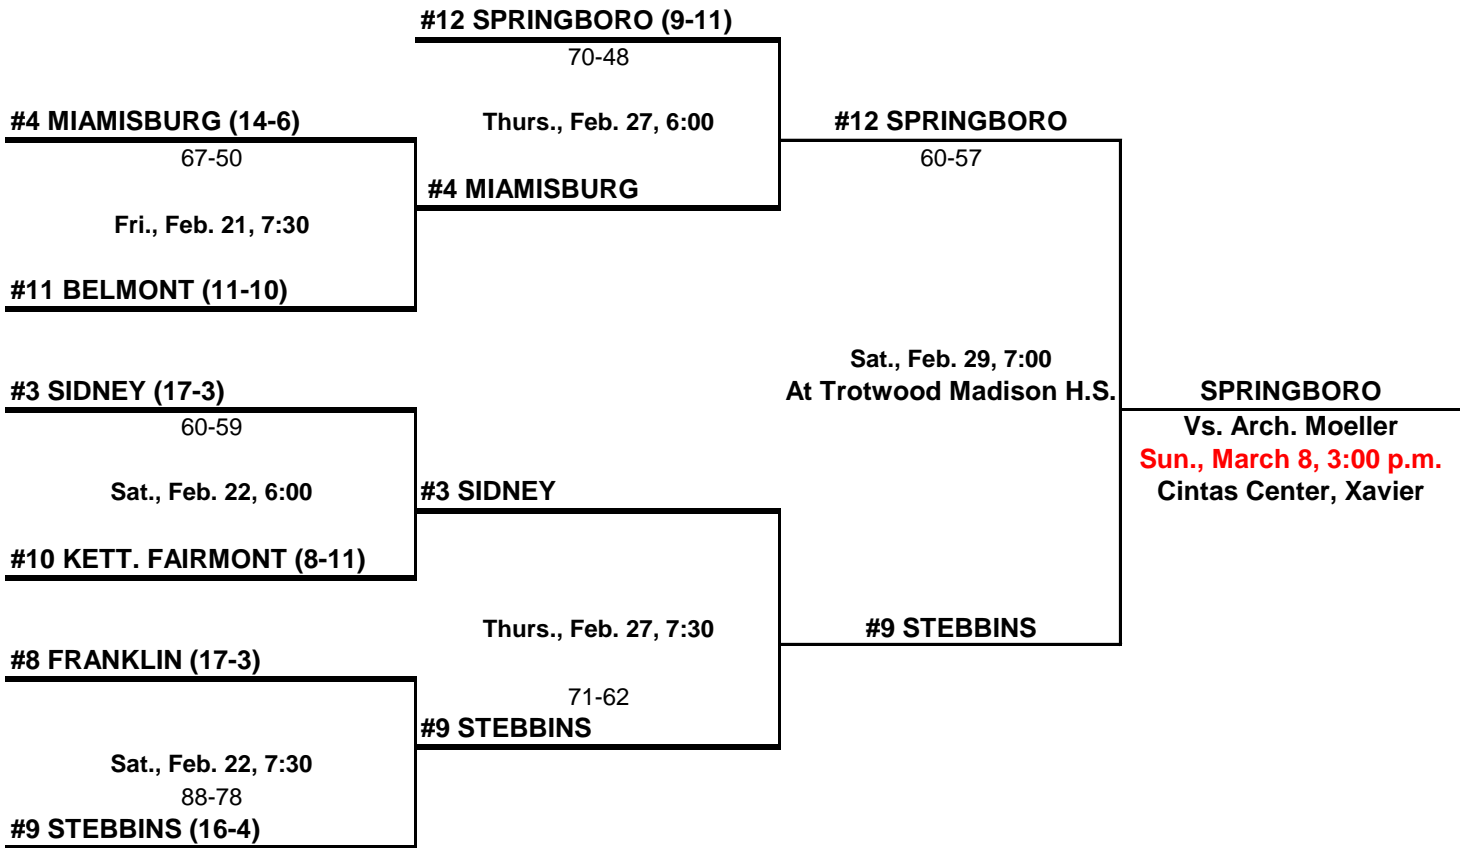 #12 SPRINGBORO (9-11)
70-48
#4 MIAMISBURG (14-6)
Thurs., Feb. 27, 6:00
#12 SPRINGBORO
67-50
60-57
#4 MIAMISBURG
Fri., Feb. 21, 7:30
#11 BELMONT (11-10)
Sat., Feb. 29, 7:00
#3 SIDNEY (17-3)
At Trotwood Madison H.S.
SPRINGBORO
60-59
Vs. Arch. Moeller
Sun., March 8, 3:00 p.m.
Sat., Feb. 22, 6:00
#3 SIDNEY
Cintas Center, Xavier
#10 KETT. FAIRMONT (8-11)
Thurs., Feb. 27, 7:30
#9 STEBBINS
#8 FRANKLIN (17-3)
71-62
#9 STEBBINS
Sat., Feb. 22, 7:30
88-78
#9 STEBBINS (16-4)